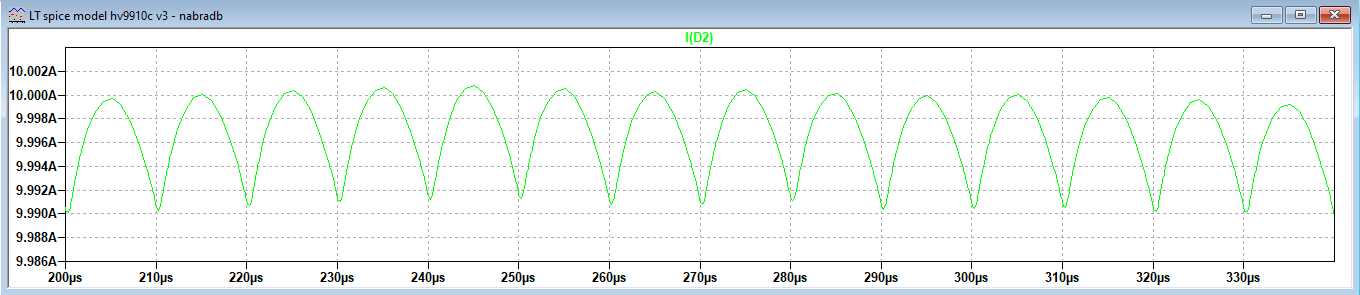 LT spice model hv9910c v3 - nabradb
I(D2)
10.002A
10.000A
9.998A
9.996A
9.994A
9.992A
9.990A
9.988A
9.986A
200µs 210µs 220µs 230µs 240µs 250µs 260µs 270µs 280µs 290µs 300µs 310µs 320µs 330µs